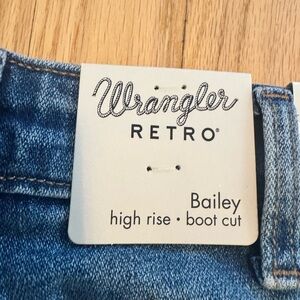 Wrangler
RETRO®
Bailey
high rise • boot cut